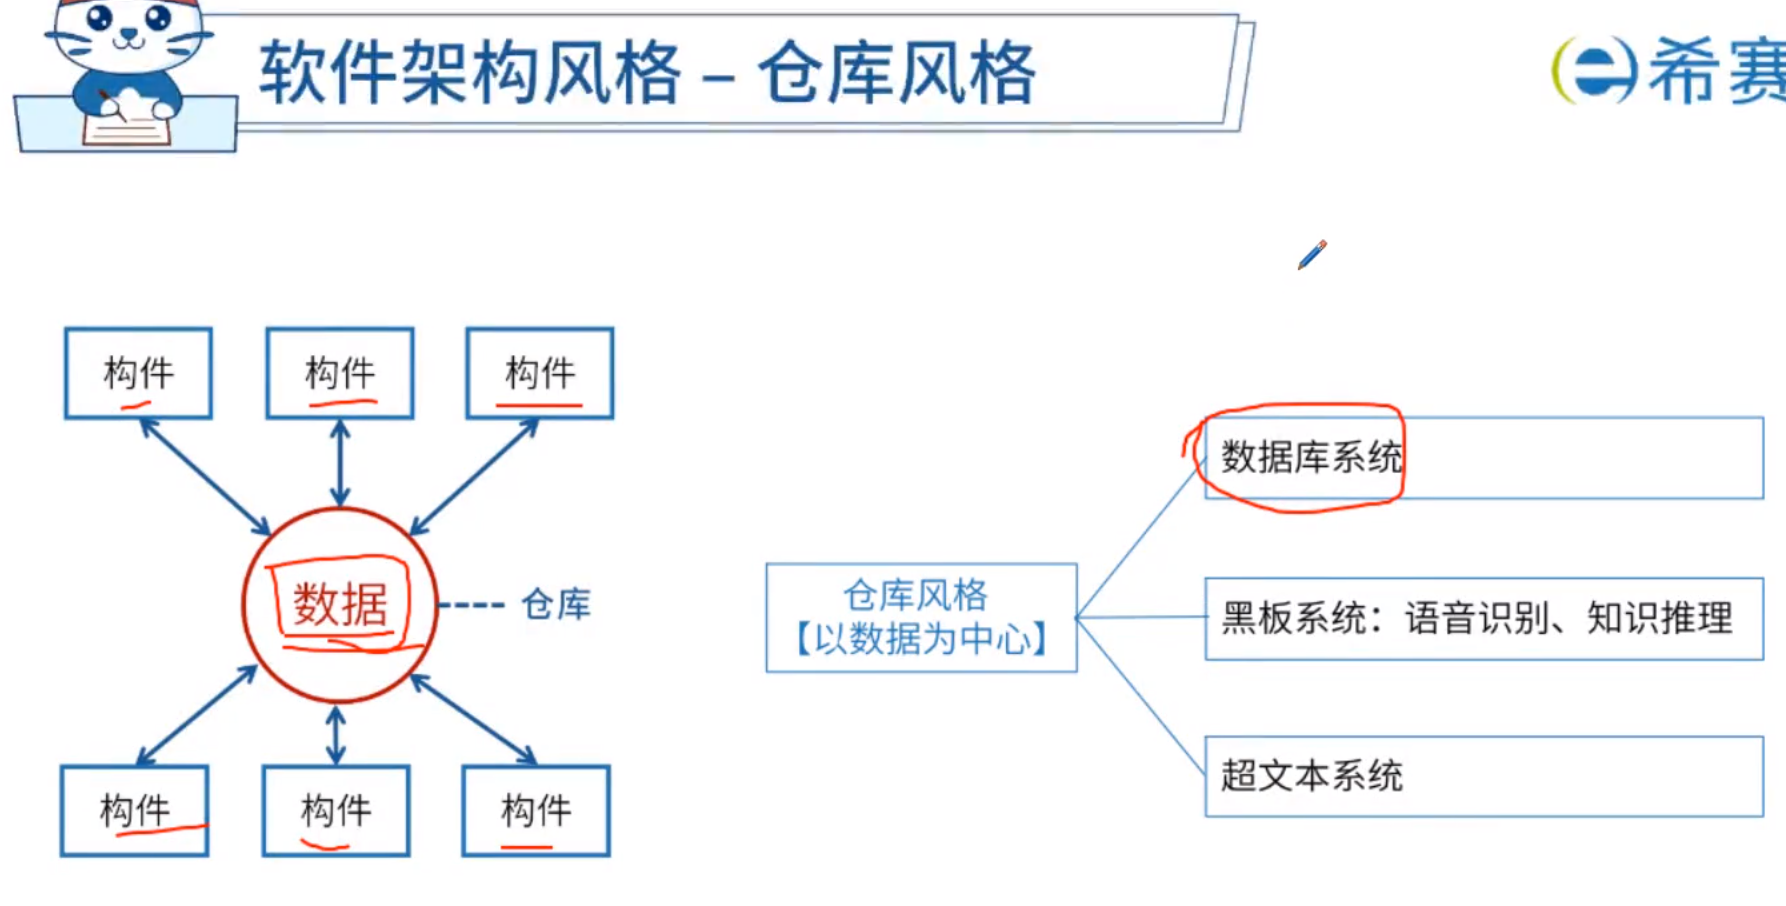 软件架构风格 – 仓库风格
希赛
构件
构件
构件
数据
仓库
构件
构件
构件
仓库风格
【以数据为中心】
数据库系统
黑板系统：语音识别、知识推理
超文本系统